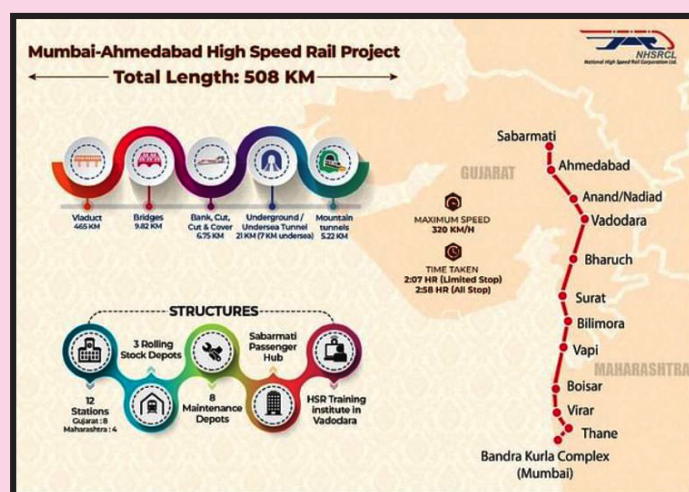 Mumbai-Ahmedabad High Speed Rail Project
Total Length: 508 KM
NHSRCL
National High Speed Rail Corporation Ltd.
Viaduct
465 KM
Bridges
9.82 KM
Bank, Cut,
Cut & Cover
6.75 KM
Underground /
Undersea Tunnel
21 KM (7 KM undersea)
Mountain
tunnels
5.22 KM
GUJARAT
MAXIMUM SPEED
320 KM/H
TIME TAKEN
2:07 HR (Limited Stop)
2:58 HR (All Stop)
Sabarmati
Ahmedabad
Anand/Nadiad
Vadodara
Bharuch
Surat
Bilimora
Vapi
MAHARASHTRA
Boisar
Virar
Thane
Bandra Kurla Complex
(Mumbai)
STRUCTURES
12
Stations
Gujarat : 8
Maharashtra : 4
3 Rolling
Stock Depots
8
Maintenance
Depots
Sabarmati
Passenger
Hub
HSR Training
institute in
Vadodara